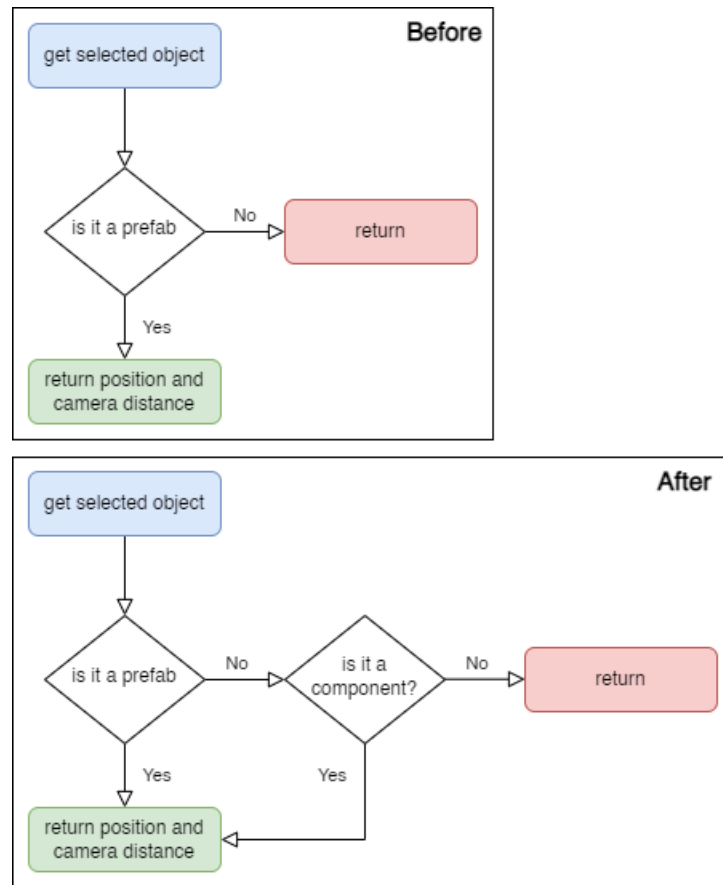 Before
get selected object
is it a prefab
No
return
Yes
return position and
camera distance
After
get selected object
is it a prefab
No
is it a
component?
No
return
Yes
Yes
return position and
camera distance